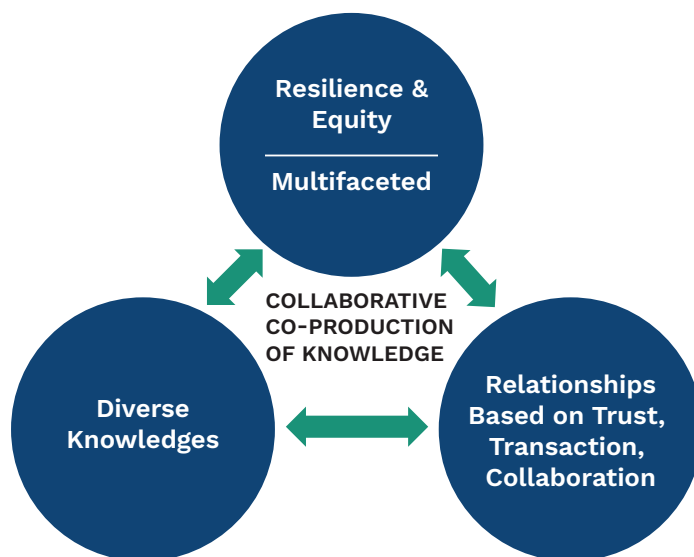 Resilience &
Equity
Multifaceted
COLLABORATIVE
CO-PRODUCTION
OF KNOWLEDGE
Diverse
Knowledges
Relationships
Based on Trust,
Transaction,
Collaboration